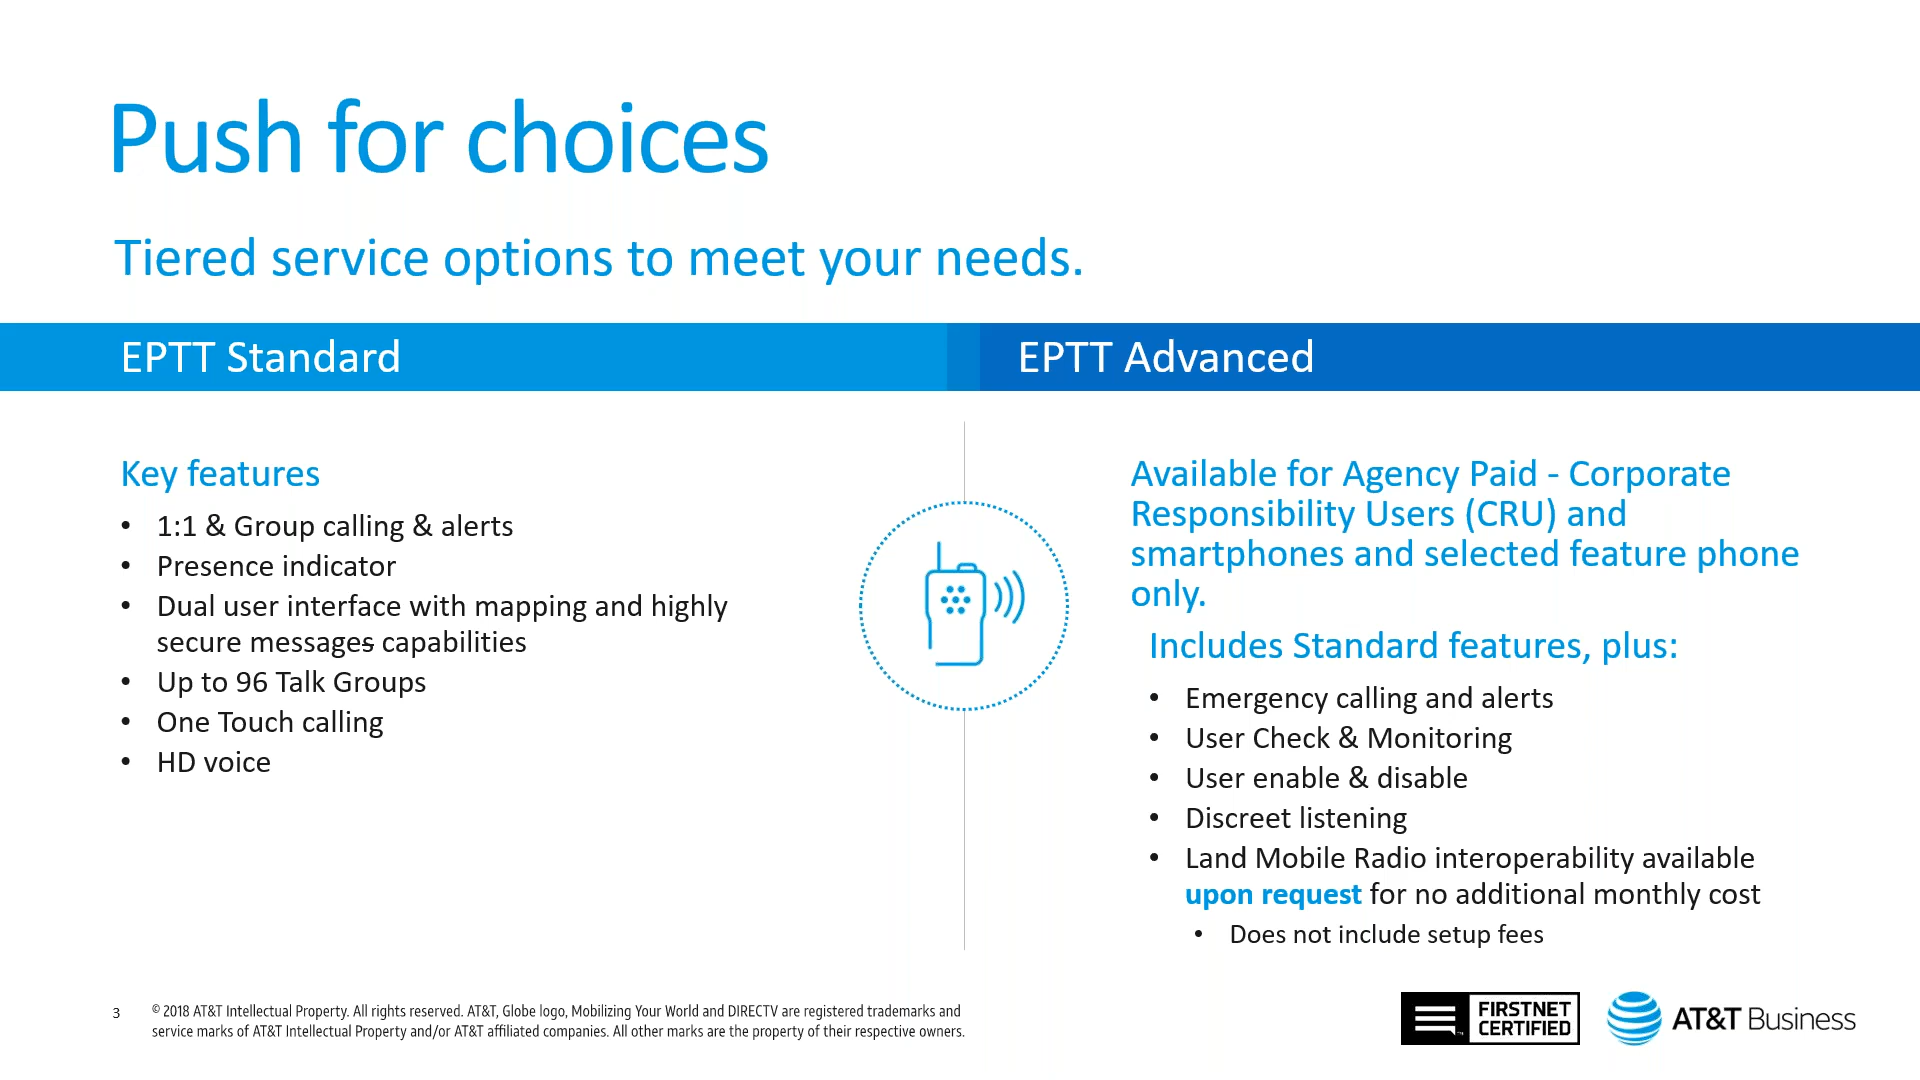 Push for choices
Tiered service options to meet your needs.
EPTT Standard
EPTT Advanced
Key features
• 1:1 & Group calling & alerts
• Presence indicator
• Dual user interface with mapping and highly
secure messages capabilities
• Up to 96 Talk Groups
• One Touch calling
• HD voice
Available for Agency Paid - Corporate
Responsibility Users (CRU) and
smartphones and selected feature phone
only.
Includes Standard features, plus:
• Emergency calling and alerts
• User Check & Monitoring
• User enable & disable
• Discreet listening
• Land Mobile Radio interoperability available
upon request for no additional monthly cost
• Does not include setup fees
3
© 2018 AT&T Intellectual Property. All rights reserved. AT&T, Globe logo, Mobilizing Your World and DIRECTV are registered trademarks and
service marks of AT&T Intellectual Property and/or AT&T affiliated companies. All other marks are the property of their respective owners.
FIRSTNET
CERTIFIED
AT&T Business